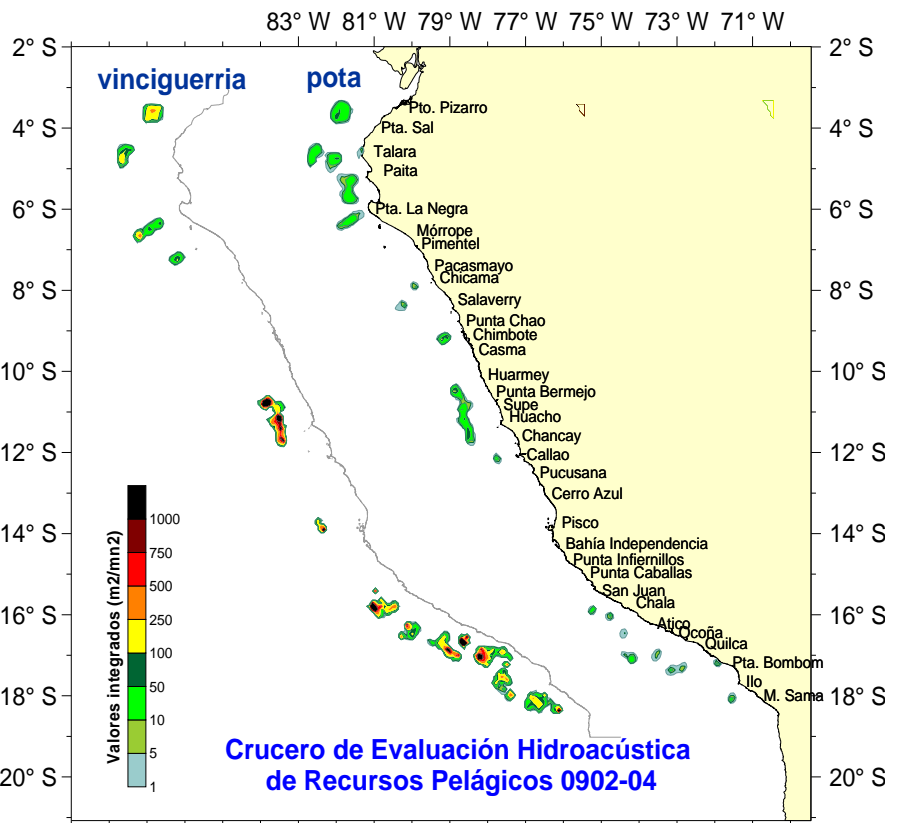 83° W 81° W 79° W 77° W 75° W 73° W 71° W
2° S 2° S
vinciguerria pota
Pto. Pizarro
4° S Pta. Sal 4° S
Talara
Paita
6° S Pta. La Negra 6° S
Mórrope
Pimentel
Pacasmayo
8° S Chicama 8° S
Salaverry
Punta Chao
Chimbote
Casma
10° S Huarmey 10° S
Punta Bermejo
Supe
Huacho
Chancay
12° S Callao 12° S
Pucusana
Cerro Azul
Pisco
14° S 14° S
Bahía Independencia
Punta Infiernillos
Punta Caballas
San Juan
16° S Chala 16° S
Atico
Ocoña
Quilca
Pta. Bombom
Ilo
18° S M. Sama 18° S
20° S 20° S
Valores integrados (m2/mn2)
1000
750
500
250
100
50
10
5
1
Crucero de Evaluación Hidroacústica
de Recursos Pelágicos 0902-04